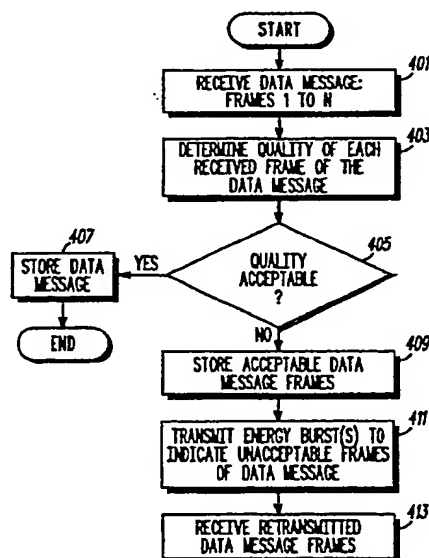 START
401
RECEIVE DATA MESSAGE:
FRAMES 1 TO N
403
DETERMINE QUALITY OF EACH
RECEIVED FRAME OF THE
DATA MESSAGE
407
405
STORE DATA
MESSAGE
YES
QUALITY
ACCEPTABLE
?
END
NO
409
STORE ACCEPTABLE DATA
MESSAGE FRAMES
411
TRANSMIT ENERGY BURST(S) TO
INDICATE UNACCEPTABLE FRAMES
OF DATA MESSAGE
413
RECEIVE RETRANSMITTED
DATA MESSAGE FRAMES